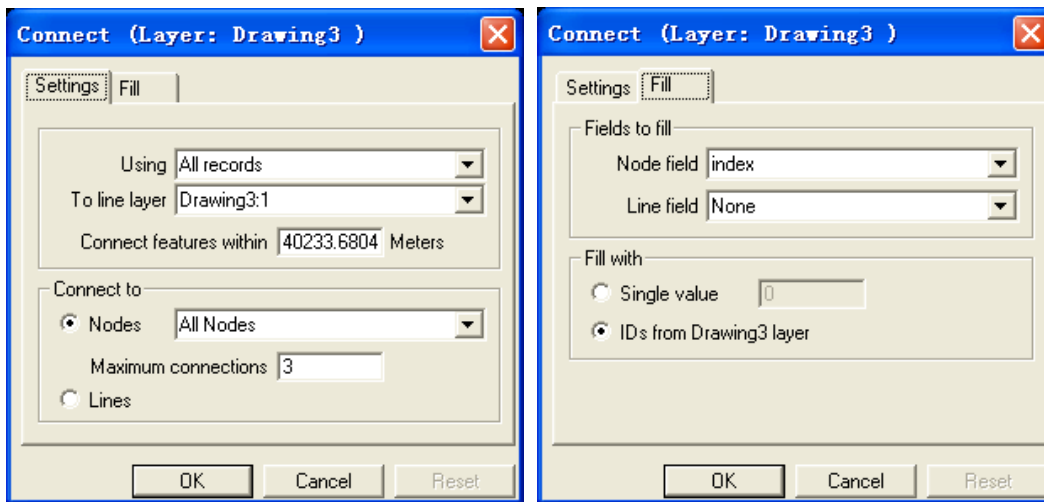 Connect (Layer: Drawing3 )
Settings Fill
Using All records
To line layer Drawing3:1
Connect features within 40233.6804 Meters
Connect to
Nodes All Nodes
Maximum connections 3
Lines
OK Cancel Reset
Connect (Layer: Drawing3 )
Settings Fill
Fields to fill
Node field index
Line field None
Fill with
Single value 0
IDs from Drawing3 layer
OK Cancel Reset